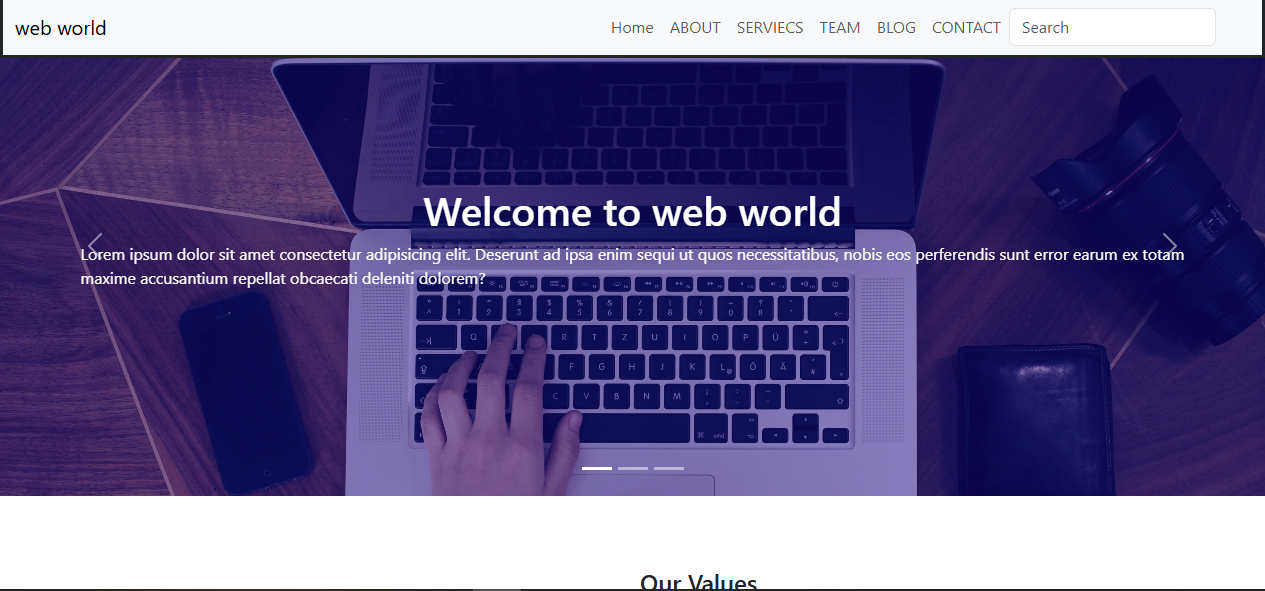 web world
Home ABOUT SERVIECS TEAM BLOG CONTACT Search
Welcome to web world
Lorem ipsum dolor sit amet consectetur adipisicing elit. Deserunt ad ipsa enim sequi ut quos necessitatibus, nobis eos perferendis sunt error earum ex totam
maxime accusantium repellat obcaecati deleniti dolorem?
Our Values